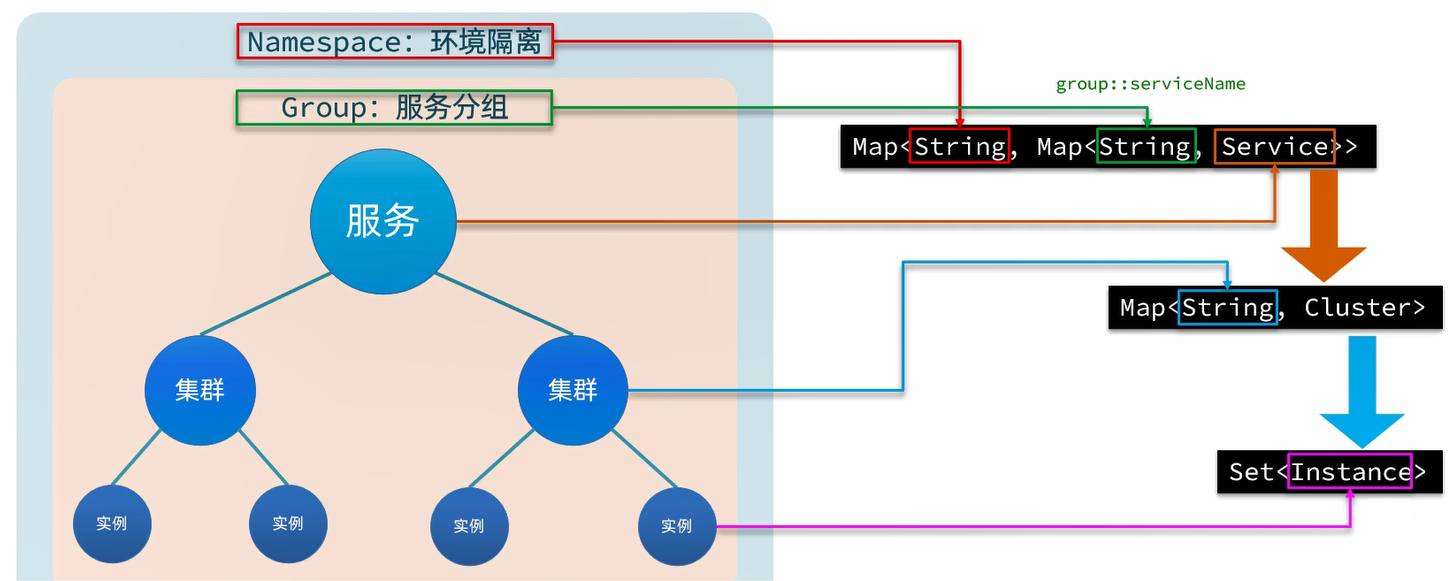 Namespace：环境隔离
Group：服务分组
group::serviceName
Map<String, Map<String, Service>>
服务
Map<String, Cluster>
集群
集群
Set<Instance>
实例
实例
实例
实例